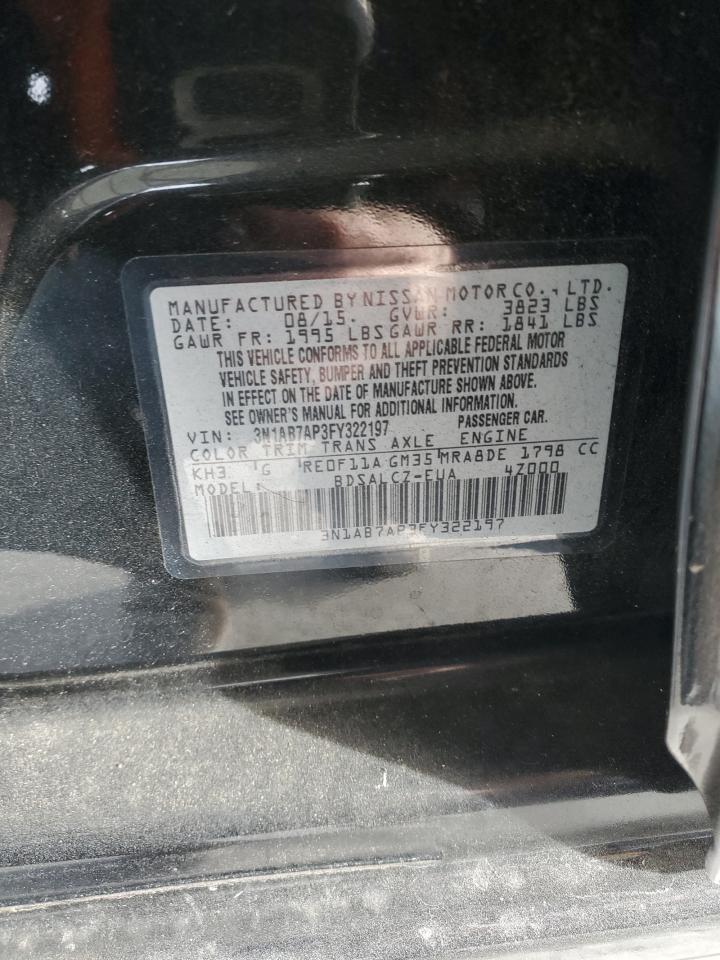 MANUFACTURED BY NISSAN MOTOR CO., LTD.
DATE: 08/15. GVWR: 3823 LBS
GAWR FR: 1995 LBS GAWR RR: 1841 LBS
THIS VEHICLE CONFORMS TO ALL APPLICABLE FEDERAL MOTOR
VEHICLE SAFETY, BUMPER AND THEFT PREVENTION STANDARDS
IN EFFECT ON THE DATE OF MANUFACTURE SHOWN ABOVE.
SEE OWNER'S MANUAL FOR ADDITIONAL INFORMATION.
VIN: 3N1AB7AP3FY322197 PASSENGER CAR.
COLOR TRIM TRANS AXLE ENGINE
KH3 G RE0F11A GM35 MRA8DE 1798 CC
MODEL: BDSALCZ-EUA 4Z000
3N1AB7AP3FY322197